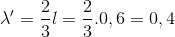 λ' = 2/3 l = 2/3 . 0, 6 = 0, 4